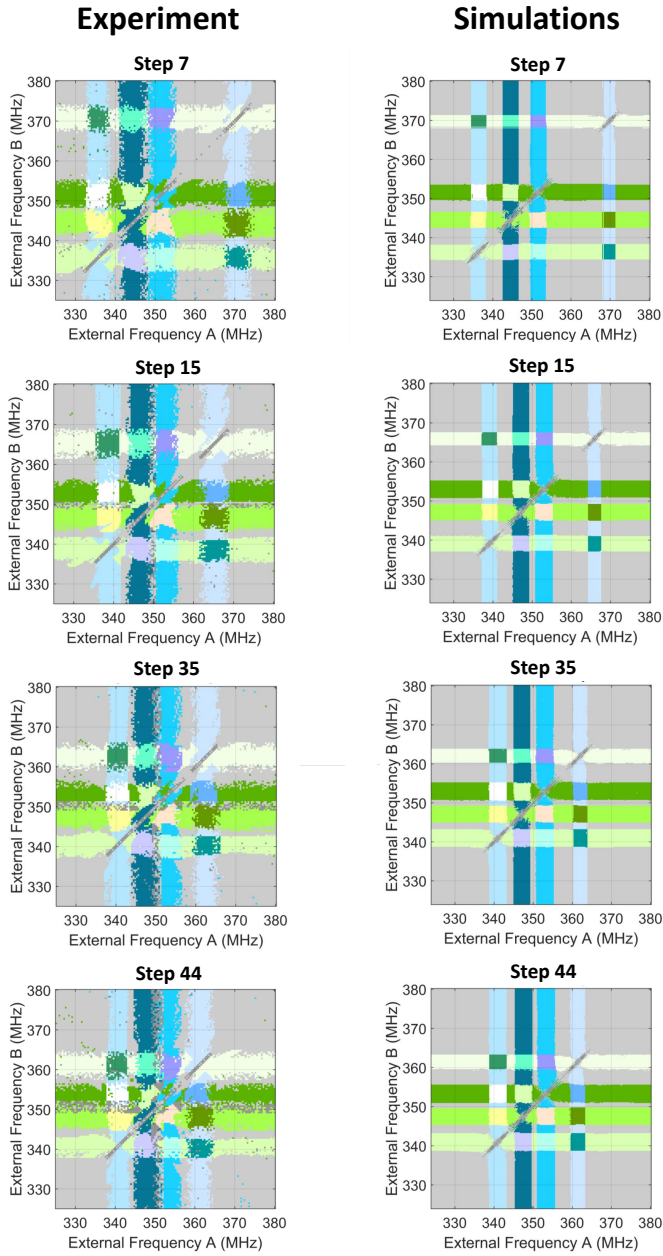 Experiment Simulations
Step 7 Step 7
380 380
370 370
360 360
350 350
340 340
330 330
External Frequency B (MHz) External Frequency B (MHz)
330 340 350 360 370 380 330 340 350 360 370 380
External Frequency A (MHz) External Frequency A (MHz)
Step 15 Step 15
380 380
370 370
360 360
350 350
340 340
330 330
External Frequency B (MHz) External Frequency B (MHz)
330 340 350 360 370 380 330 340 350 360 370 380
External Frequency A (MHz) External Frequency A (MHz)
Step 35 Step 35
380 380
370 370
360 360
350 350
340 340
330 330
External Frequency B (MHz) External Frequency B (MHz)
330 340 350 360 370 380 330 340 350 360 370 380
External Frequency A (MHz) External Frequency A (MHz)
Step 44 Step 44
380 380
370 370
360 360
350 350
340 340
330 330
External Frequency B (MHz) External Frequency B (MHz)
330 340 350 360 370 380 330 340 350 360 370 380
External Frequency A (MHz) External Frequency A (MHz)